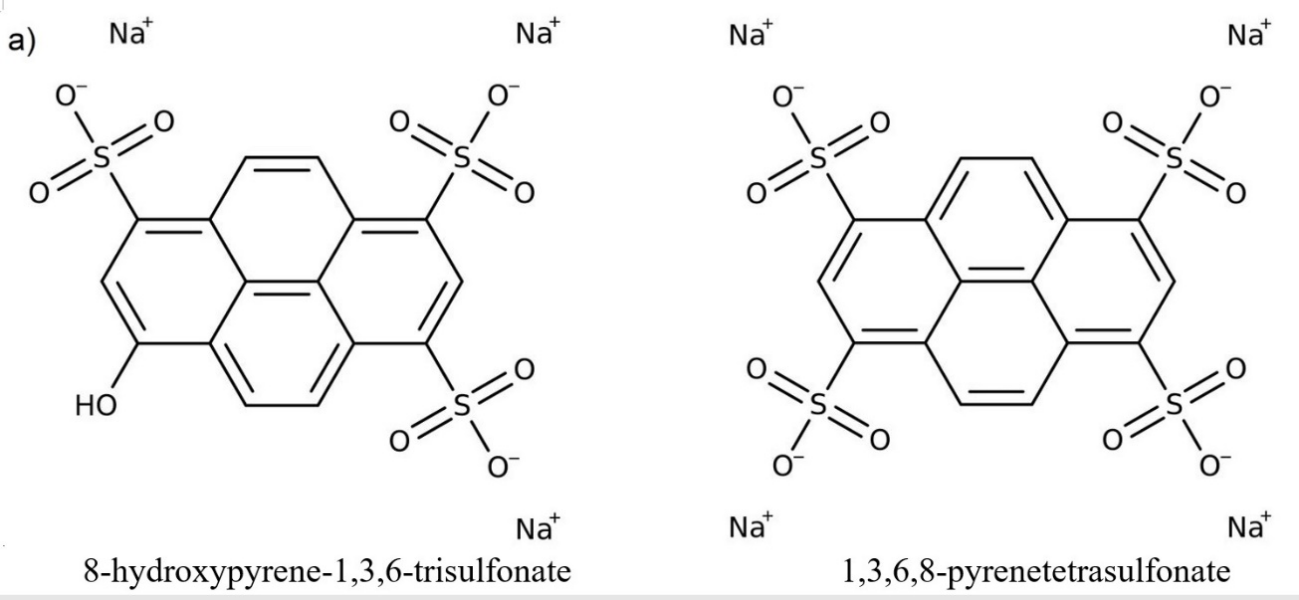 a)
Na⁺ Na⁺ Na⁺ Na⁺
O⁻ O⁻ O⁻ O⁻
O O O O
S S S S
O O O O
O O O
HO S S S
O O O
O⁻ O⁻ O⁻
Na⁺ Na⁺ Na⁺
8-hydroxypyrene-1,3,6-trisulfonate 1,3,6,8-pyrenetetrasulfonate